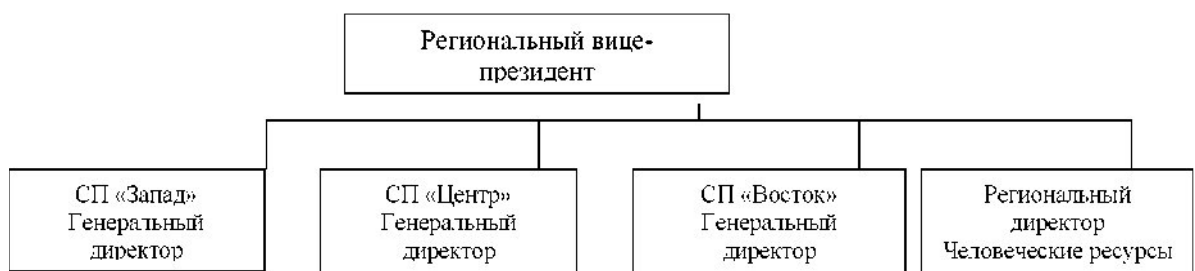 Региональный вице-
президент
СП «Запад»
Генеральный
директор
СП «Центр»
Генеральный
директор
СП «Восток»
Генеральный
директор
Региональный
директор
Человеческие ресурсы